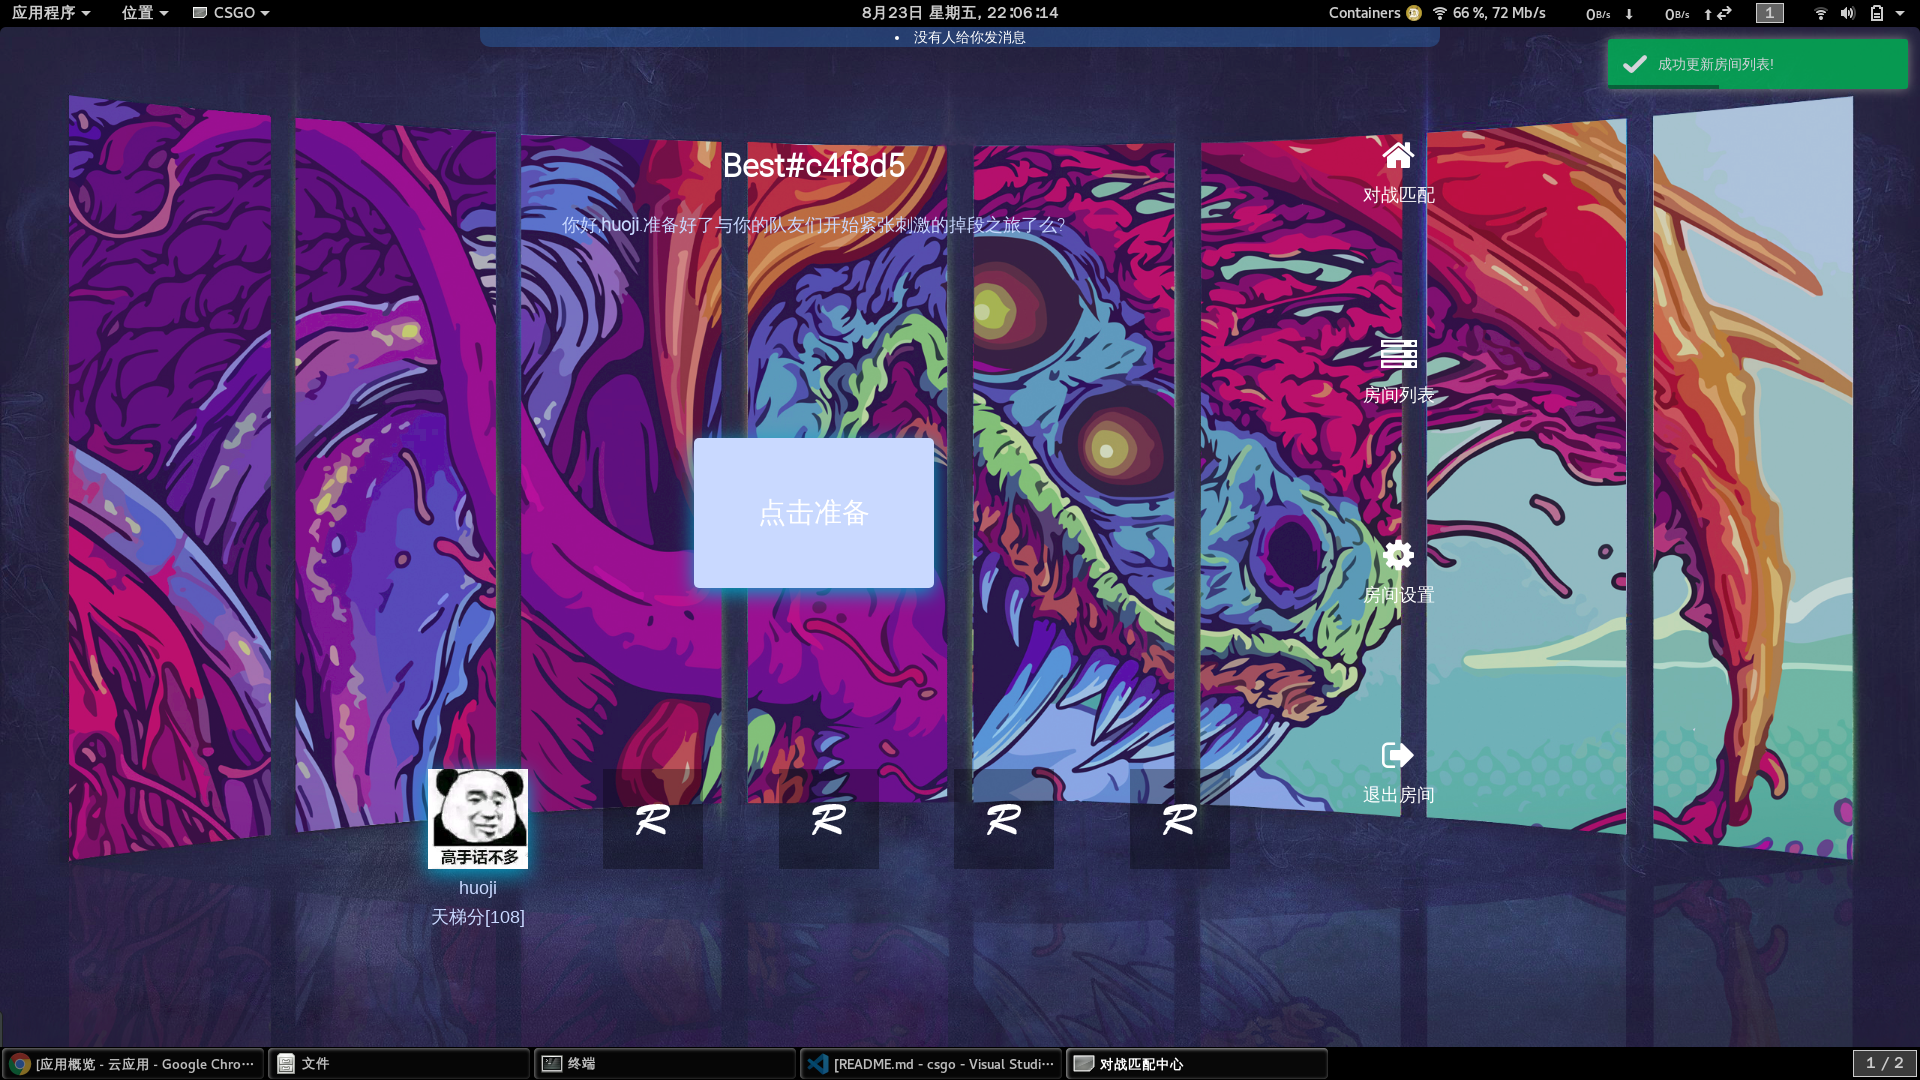 应用程序 位置 CSGO 8月23日 星期五, 22:06:14 Containers 66 %, 72 Mb/s 0B/s 0B/s 1
没有人给你发消息
成功更新房间列表!
Best#c4f8d5
对战匹配
你好,huoji.准备好了与你的队友们开始紧张刺激的掉段之旅了么?
房间列表
点击准备
房间设置
退出房间
R R R R
高手话不多
huoji
天梯分[108]
[应用概览 - 云应用 - Google Chro··· 文件 终端 [README.md - csgo - Visual Studi··· 对战匹配中心 1 / 2